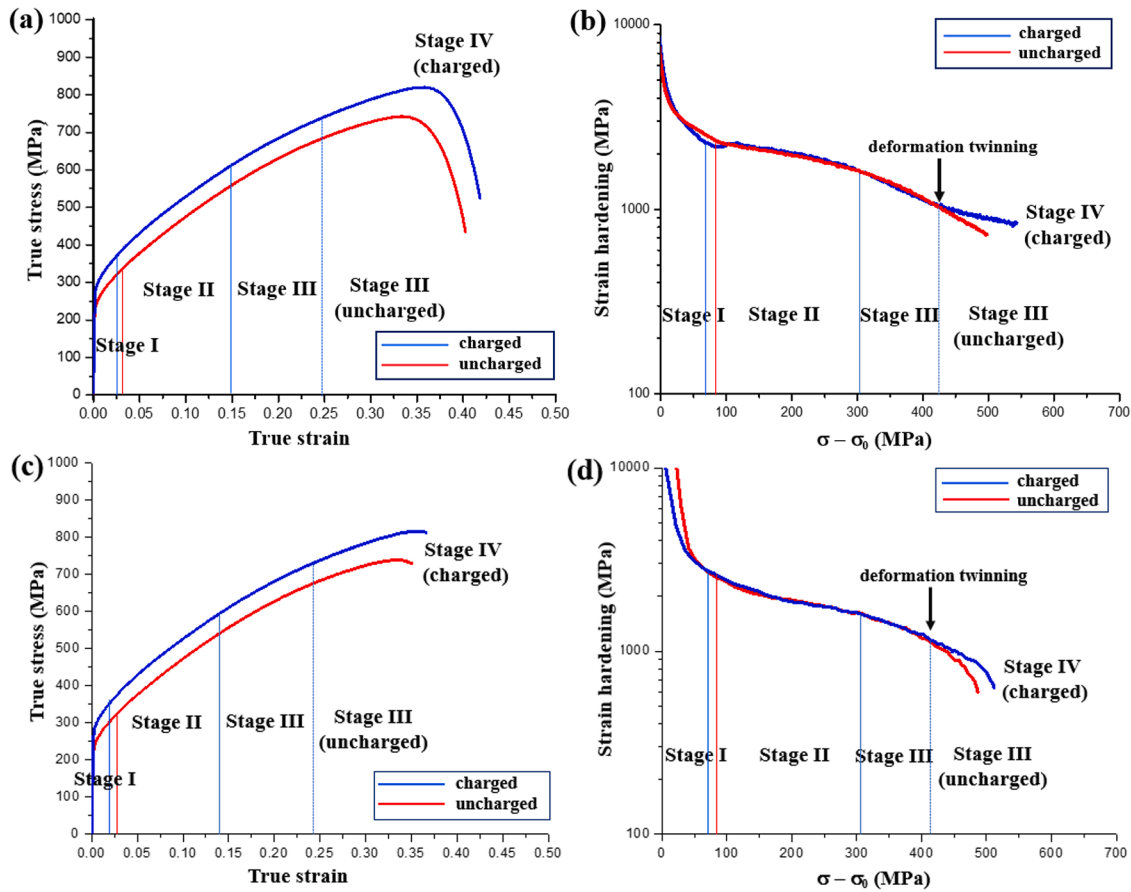 (a)
True stress (MPa)
1000
900
800
700
600
500
400
300
200
100
0
Stage IV
(charged)
Stage I
Stage II
Stage III
Stage III
(uncharged)
charged
uncharged
0.00 0.05 0.10 0.15 0.20 0.25 0.30 0.35 0.40 0.45 0.50
True strain
(b)
Strain hardening (MPa)
10000
1000
100
charged
uncharged
deformation twinning
Stage IV
(charged)
Stage I
Stage II
Stage III
Stage III
(uncharged)
0 100 200 300 400 500 600 700
σ – σ₀ (MPa)
(c)
True stress (MPa)
1000
900
800
700
600
500
400
300
200
100
0
Stage IV
(charged)
Stage I
Stage II
Stage III
Stage III
(uncharged)
charged
uncharged
0.00 0.05 0.10 0.15 0.20 0.25 0.30 0.35 0.40 0.45 0.50
True strain
(d)
Strain hardening (MPa)
10000
1000
100
charged
uncharged
deformation twinning
Stage IV
(charged)
Stage I
Stage II
Stage III
Stage III
(uncharged)
0 100 200 300 400 500 600 700
σ – σ₀ (MPa)